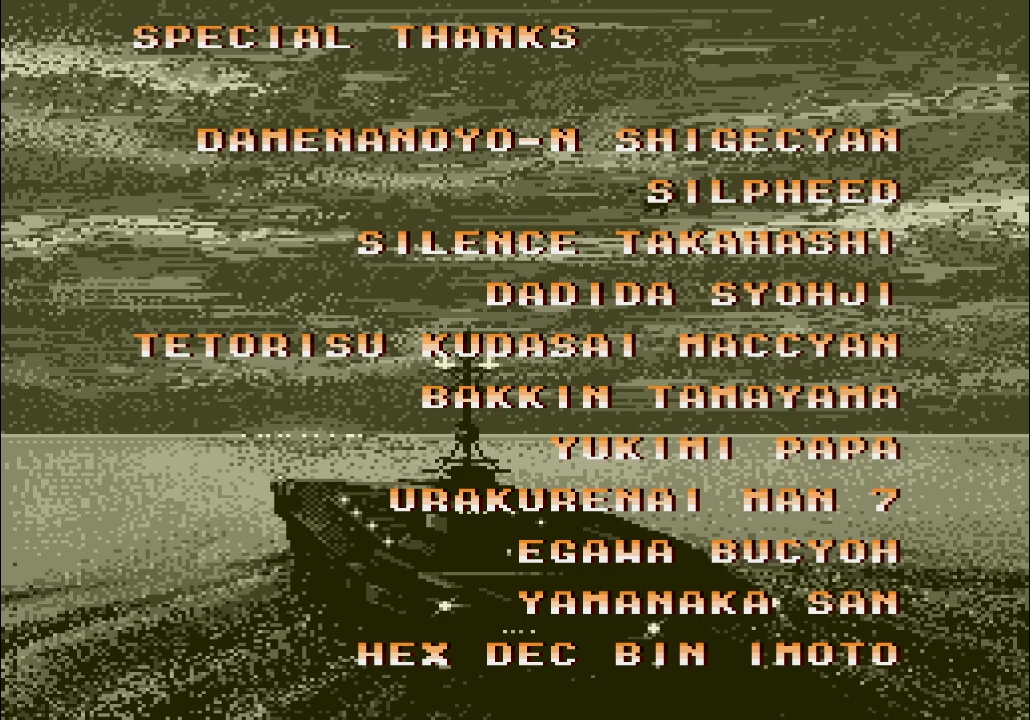 SPECIAL THANKS
DAMENANOYO-N SHIGECYAN
SILPHEED
SILENCE TAKAHASHI
DADIDA SYOHJI
TETORISU KUDASAI MACCYAN
BAKKIN TAMAYAMA
YUKIMI PAPA
URAKURENAI MAN 7
EGAWA BUCYOH
YAMANAKA SAN
HEX DEC BIN IMOTO